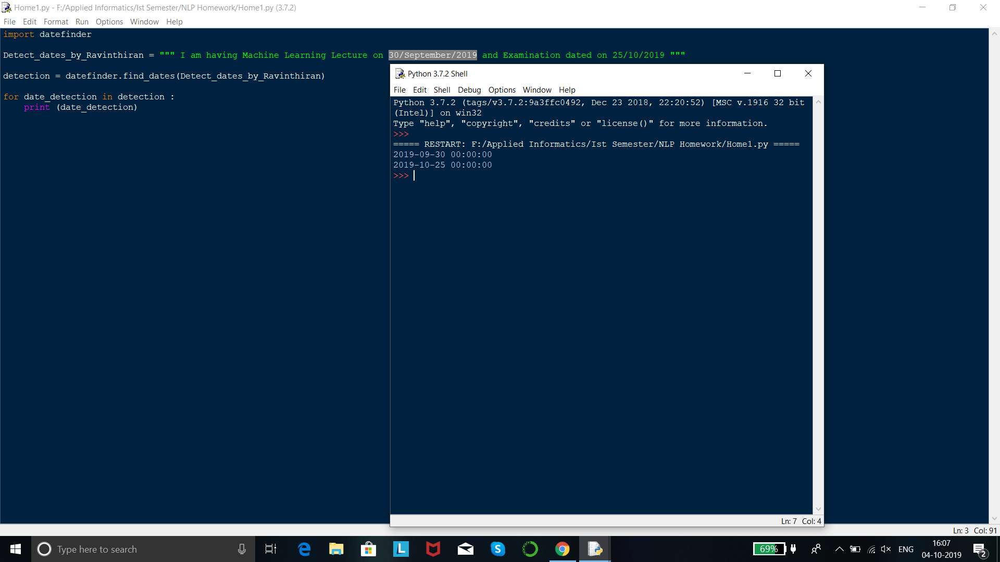 Home1.py - F:/Applied Informatics/Ist Semester/NLP Homework/Home1.py (3.7.2)
File Edit Format Run Options Window Help
import datefinder
Detect_dates_by_Ravinthiran = """ I am having Machine Learning Lecture on 30/September/2019 and Examination dated on 25/10/2019 """
detection = datefinder.find_dates(Detect_dates_by_Ravinthiran)
for date_detection in detection :
    print (date_detection)
Python 3.7.2 Shell
File Edit Shell Debug Options Window Help
Python 3.7.2 (tags/v3.7.2:9a3ffc0492, Dec 23 2018, 22:20:52) [MSC v.1916 32 bit
(Intel)] on win32
Type "help", "copyright", "credits" or "license()" for more information.
>>>
===== RESTART: F:/Applied Informatics/Ist Semester/NLP Homework/Home1.py =====
2019-09-30 00:00:00
2019-10-25 00:00:00
>>>
Ln: 7 Col: 4
Ln: 3 Col: 91
Type here to search
L
S
69%
ENG
16:07
04-10-2019
2